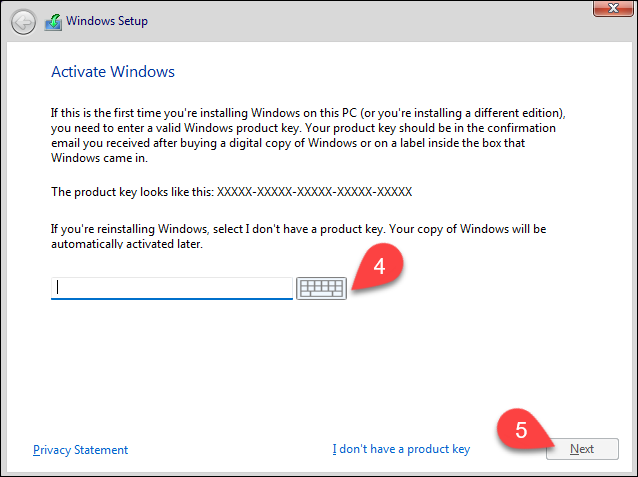 Windows Setup
Activate Windows
If this is the first time you're installing Windows on this PC (or you're installing a different edition),
you need to enter a valid Windows product key. Your product key should be in the confirmation
email you received after buying a digital copy of Windows or on a label inside the box that
Windows came in.
The product key looks like this: XXXXX-XXXXX-XXXXX-XXXXX-XXXXX
If you're reinstalling Windows, select I don't have a product key. Your copy of Windows will be
automatically activated later.
4
5
Privacy Statement
I don't have a product key
Next